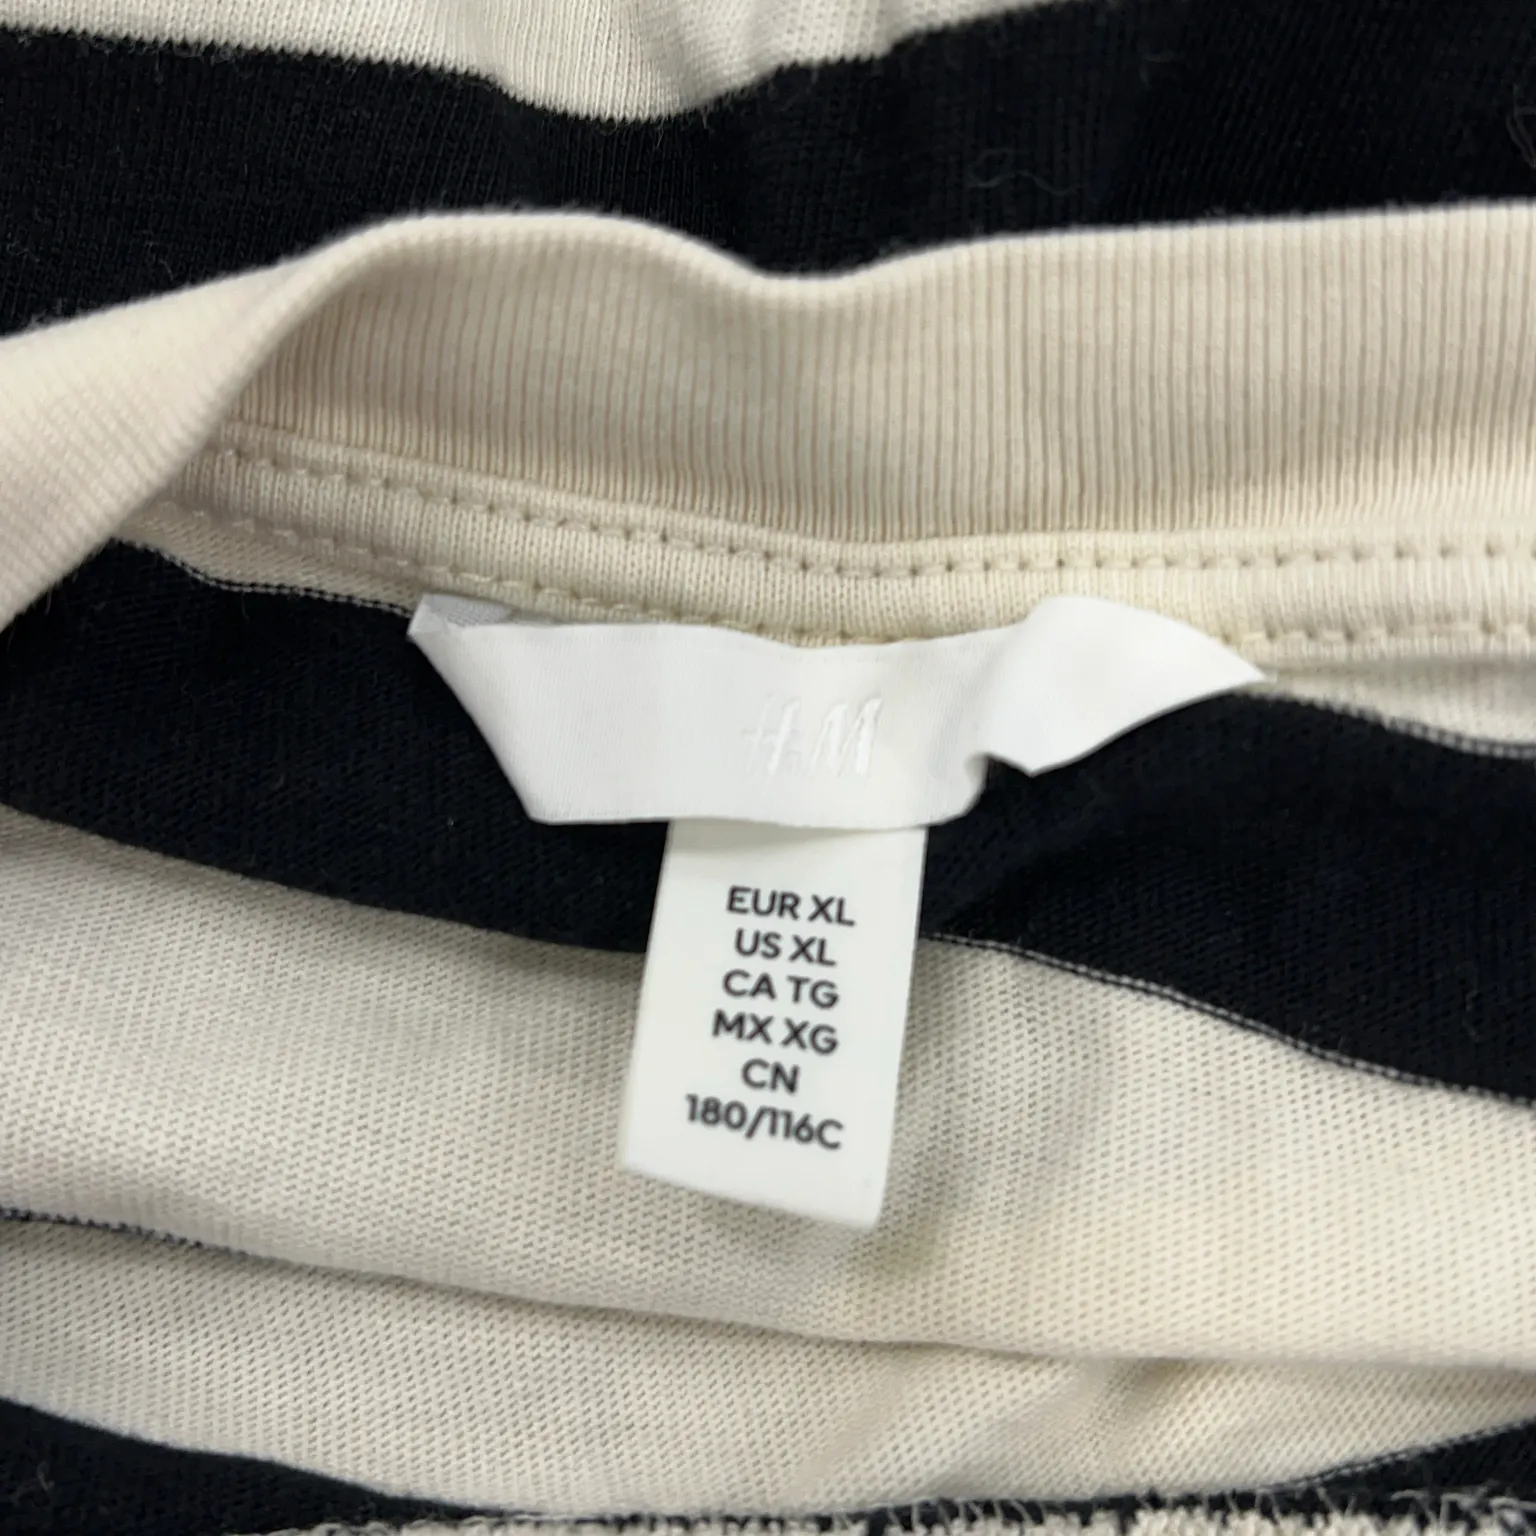 H&M
EUR XL
US XL
CA TG
MX XG
CN
180/116C